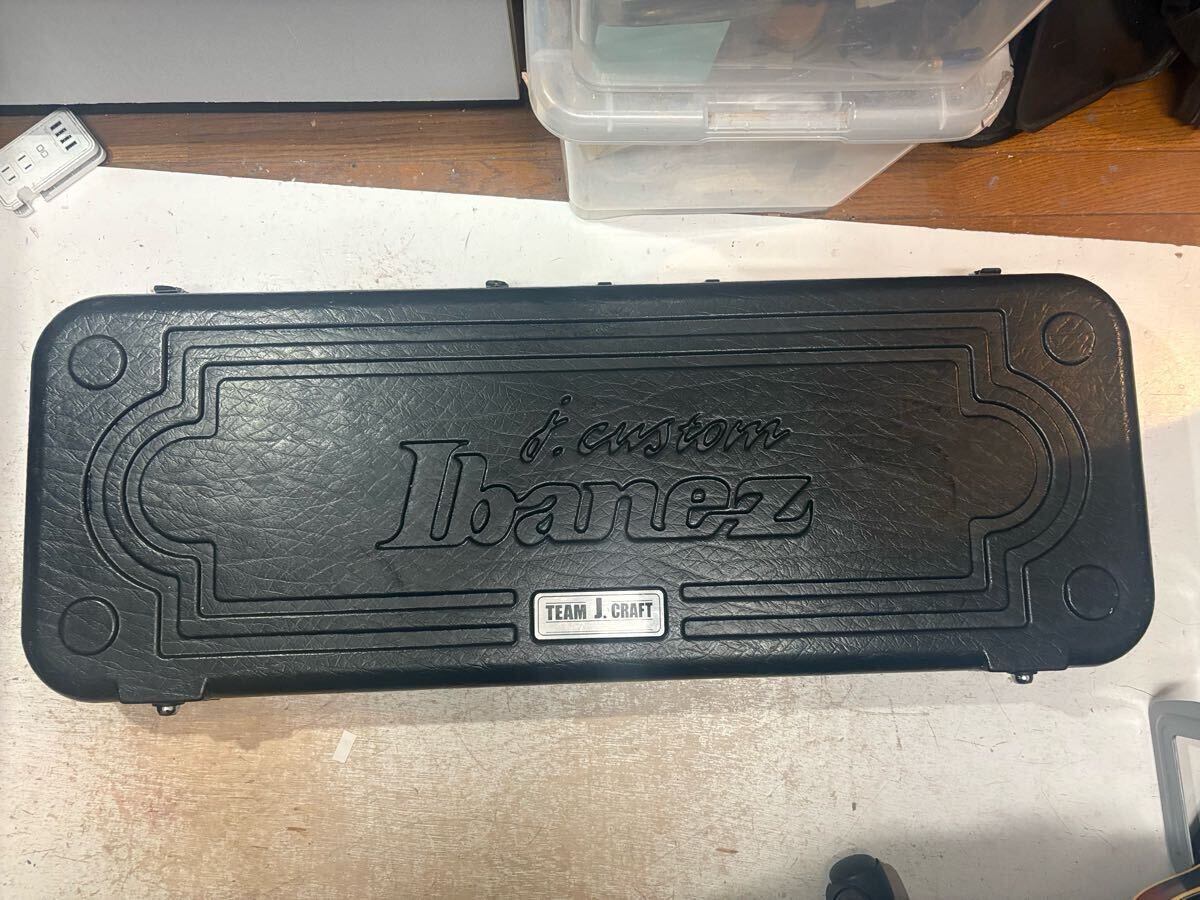 j. custom
Ibanez
TEAM J. CRAFT